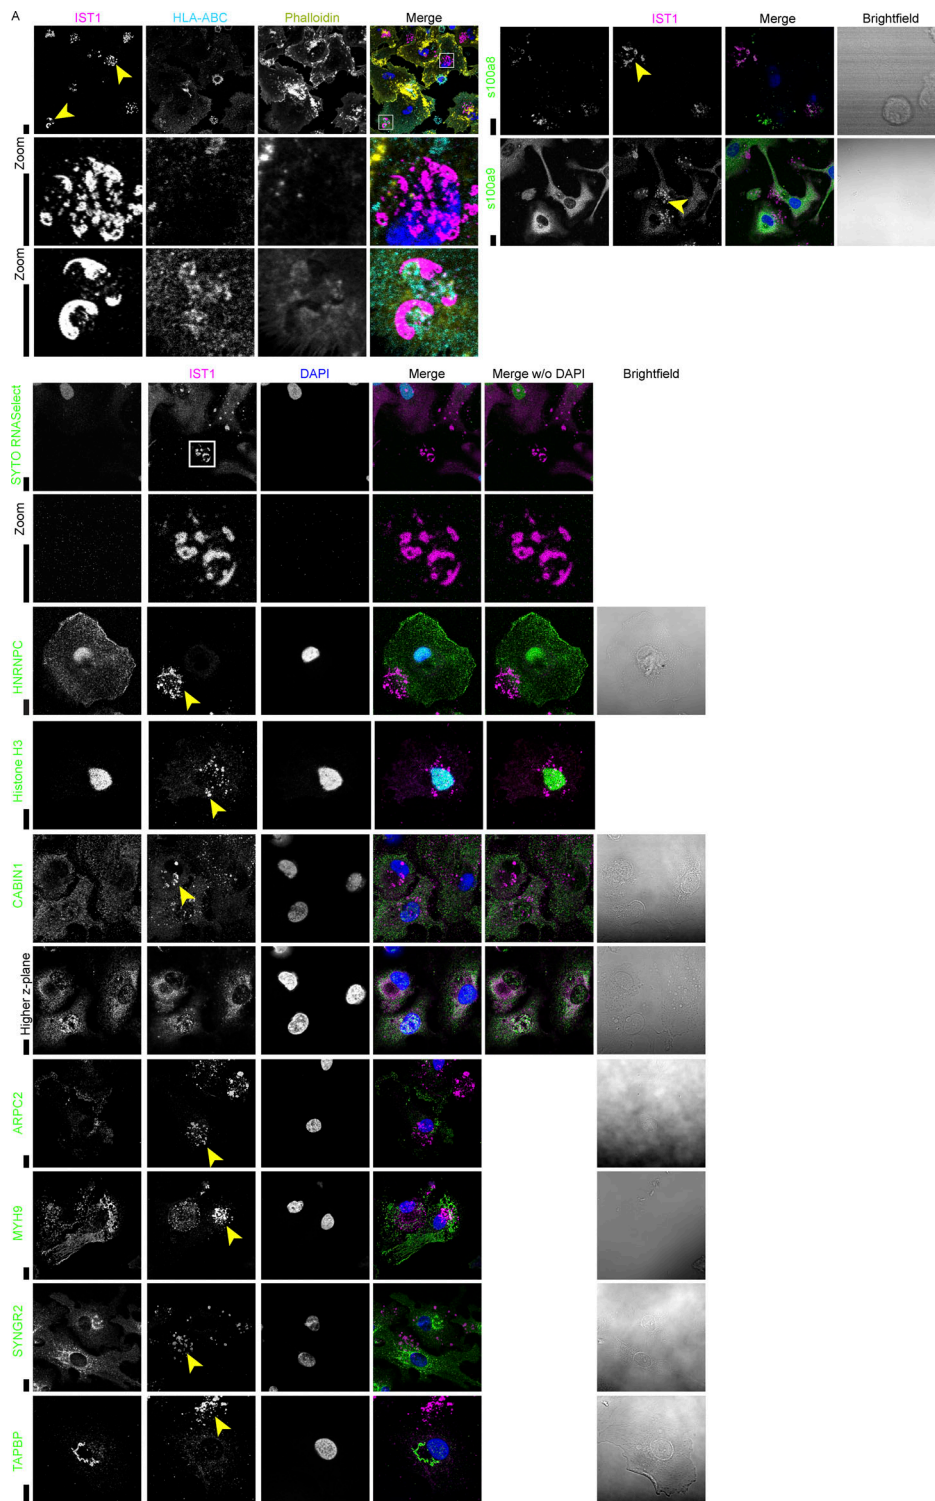 A
IST1 HLA-ABC Phalloidin Merge
Zoom
Zoom
IST1 Merge Brightfield
s100a8
s100a9
IST1 DAPI Merge Merge w/o DAPI Brightfield
SYTO RNASelect
Zoom
HNRNPC
Histone H3
CABIN1
Higher z-plane
ARPC2
MYH9
SYNGR2
TAPBP